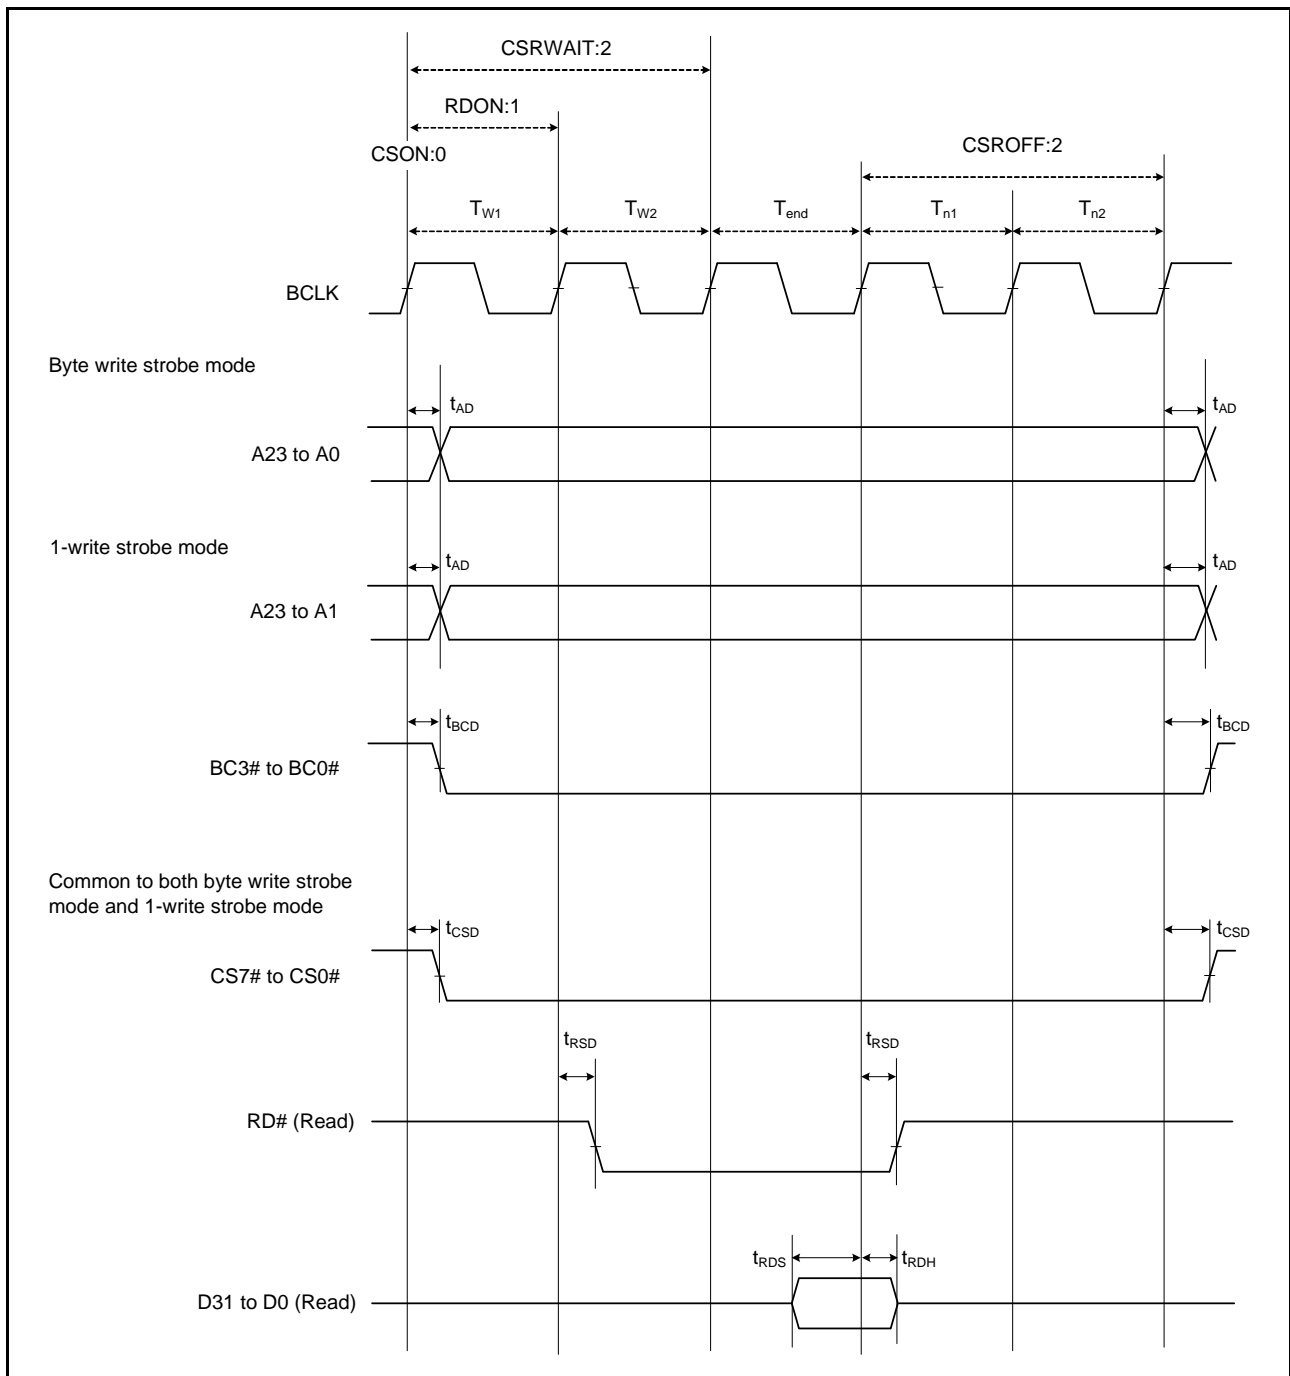 CSRWAIT:2
RDON:1
CSON:0
CSROFF:2
TW1 TW2 Tend Tn1 Tn2
BCLK
Byte write strobe mode
tAD tAD
A23 to A0
1-write strobe mode
tAD tAD
A23 to A1
tBCD tBCD
BC3# to BC0#
Common to both byte write strobe
mode and 1-write strobe mode
tCSD tCSD
CS7# to CS0#
tRSD tRSD
RD# (Read)
tRDS tRDH
D31 to D0 (Read)